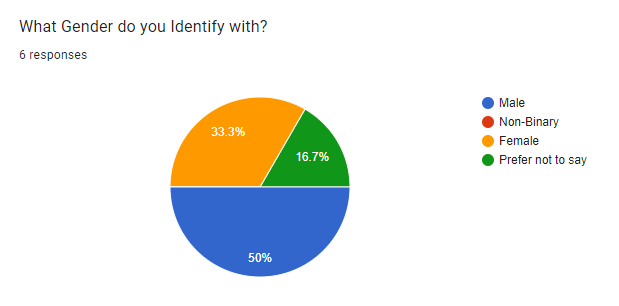 What Gender do you Identify with?
6 responses
33.3%
16.7%
50%
Male
Non-Binary
Female
Prefer not to say